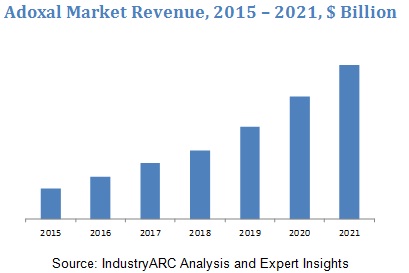 Adoxal Market Revenue, 2015 – 2021, $ Billion
2015 2016 2017 2018 2019 2020 2021
Source: IndustryARC Analysis and Expert Insights